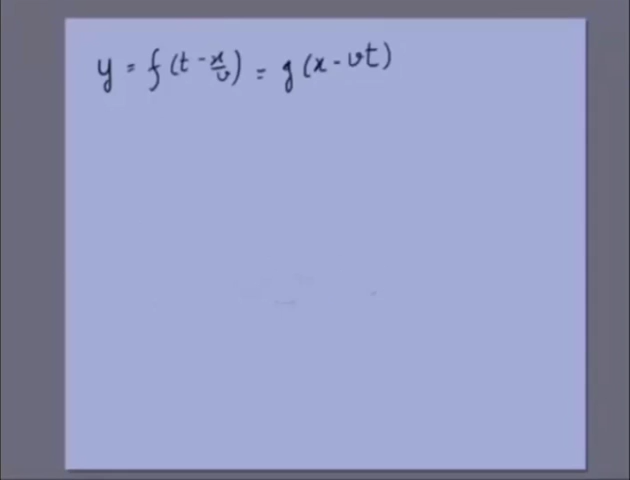 y = f(t - x/v) = g(x - vt)